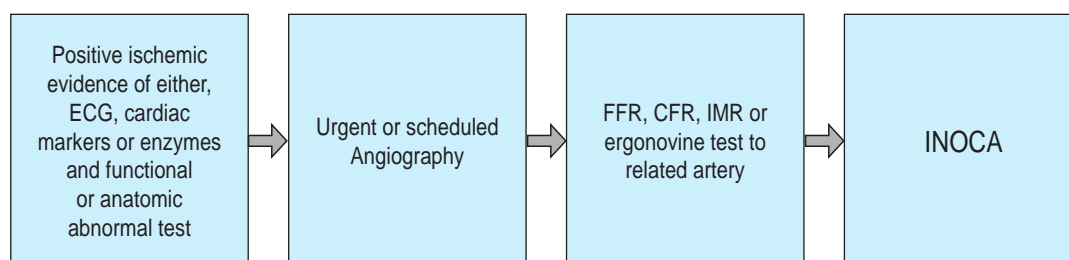 Positive ischemic
evidence of either,
ECG, cardiac
markers or enzymes
and functional
or anatomic
abnormal test
Urgent or scheduled
Angiography
FFR, CFR, IMR or
ergonovine test to
related artery
INOCA